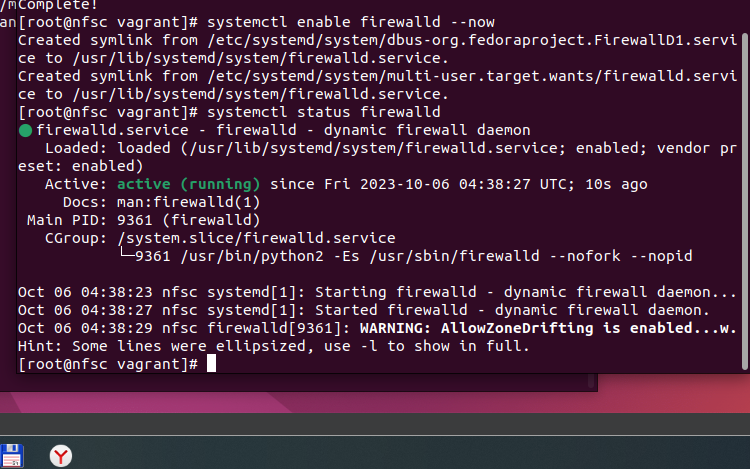 /m Complete!
an [root@nfsc vagrant]# systemctl enable firewalld --now
Created symlink from /etc/systemd/system/dbus-org.fedoraproject.FirewallD1.servi
ce to /usr/lib/systemd/system/firewalld.service.
Created symlink from /etc/systemd/system/multi-user.target.wants/firewalld.servi
ce to /usr/lib/systemd/system/firewalld.service.
[root@nfsc vagrant]# systemctl status firewalld
● firewalld.service - firewalld - dynamic firewall daemon
   Loaded: loaded (/usr/lib/systemd/system/firewalld.service; enabled; vendor pr
eset: enabled)
   Active: active (running) since Fri 2023-10-06 04:38:27 UTC; 10s ago
     Docs: man:firewalld(1)
 Main PID: 9361 (firewalld)
   CGroup: /system.slice/firewalld.service
           └─9361 /usr/bin/python2 -Es /usr/sbin/firewalld --nofork --nopid
Oct 06 04:38:23 nfsc systemd[1]: Starting firewalld - dynamic firewall daemon...
Oct 06 04:38:27 nfsc systemd[1]: Started firewalld - dynamic firewall daemon.
Oct 06 04:38:29 nfsc firewalld[9361]: WARNING: AllowZoneDrifting is enabled...w.
Hint: Some lines were ellipsized, use -l to show in full.
[root@nfsc vagrant]#